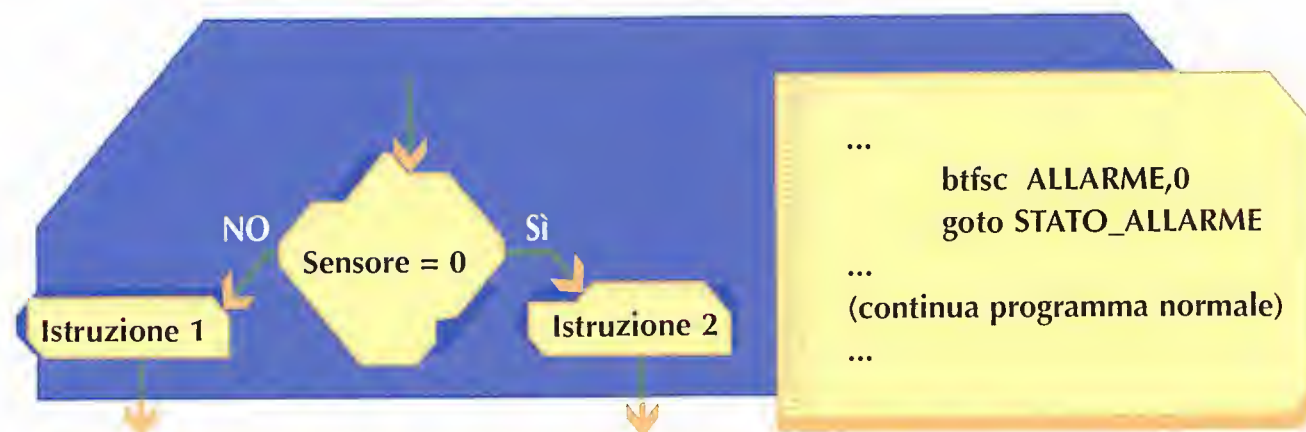 NO
Sì
Sensore = 0
Istruzione 1
Istruzione 2
...
btfsc ALLARME,0
goto STATO_ALLARME
...
(continua programma normale)
...